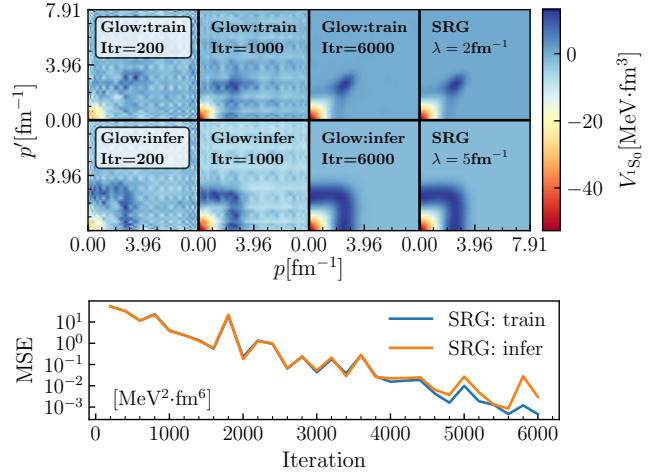 7.91
Glow:train
Itr=200
Glow:train
Itr=1000
Glow:train
Itr=6000
SRG
λ = 2fm⁻¹
3.96
0.00
Glow:infer
Itr=200
Glow:infer
Itr=1000
Glow:infer
Itr=6000
SRG
λ = 5fm⁻¹
3.96
p′[fm⁻¹]
0.00
3.96
0.00
3.96
0.00
3.96
0.00
3.96
7.91
p[fm⁻¹]
0
−20
−40
V₁S₀[MeV·fm³]
10¹
10⁰
10⁻¹
10⁻²
10⁻³
MSE
SRG: train
SRG: infer
[MeV²·fm⁶]
0
1000
2000
3000
4000
5000
6000
Iteration